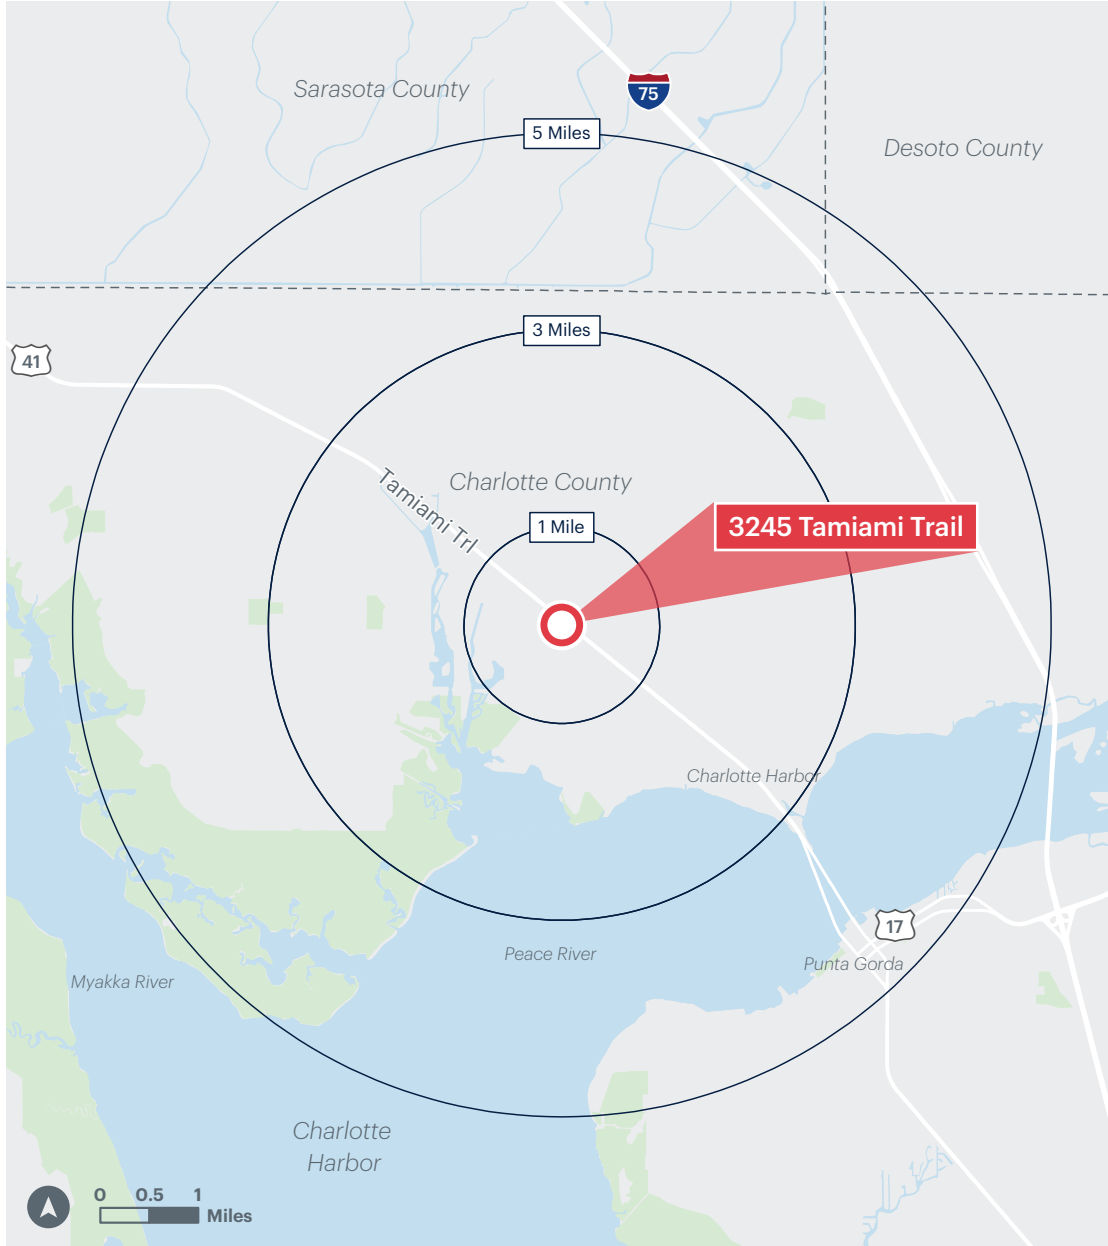 75
Sarasota County
5 Miles
Desoto County
3 Miles
41
Tamiami Trl
Charlotte County
1 Mile
3245 Tamiami Trail
Charlotte Harbor
17
Peace River
Punta Gorda
Myakka River
Charlotte
Harbor
0 0.5 1
Miles